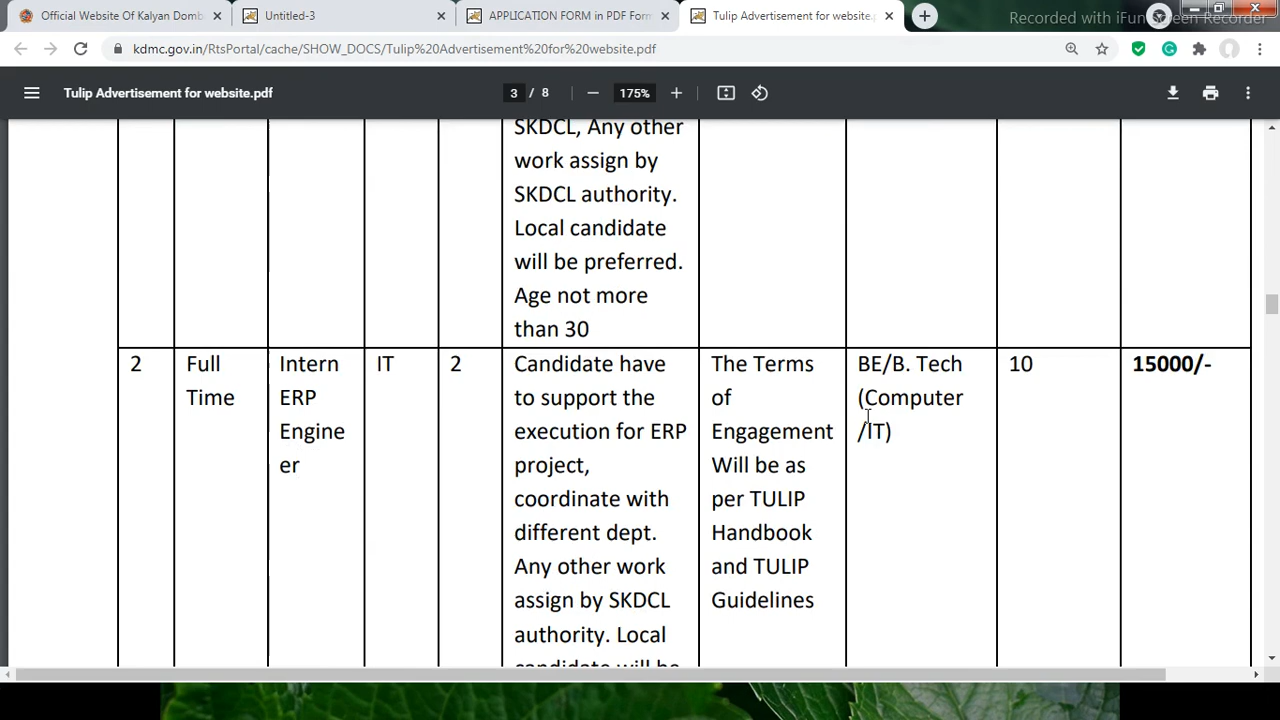 Official Website Of Kalyan Domb
Untitled-3
APPLICATION FORM in PDF Form
Tulip Advertisement for website.p
Recorded with iFun Screen Recorder
kdmc.gov.in/RtsPortal/cache/SHOW_DOCS/Tulip%20Advertisement%20for%20website.pdf
Tulip Advertisement for website.pdf
3 / 8
175%
SKDCL, Any other
work assign by
SKDCL authority.
Local candidate
will be preferred.
Age not more
than 30
2
Full
Time
Intern
ERP
Engine
er
IT
2
Candidate have
to support the
execution for ERP
project,
coordinate with
different dept.
Any other work
assign by SKDCL
authority. Local
candidate will be
The Terms
of
Engagement
Will be as
per TULIP
Handbook
and TULIP
Guidelines
BE/B. Tech
(Computer
/IT)
10
15000/-